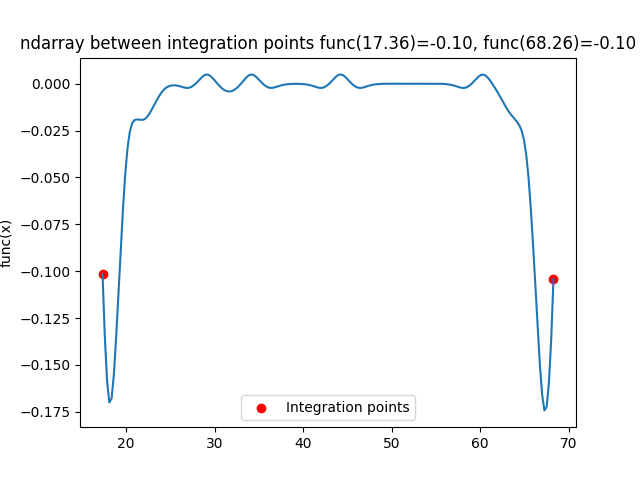 ndarray between integration points func(17.36)=-0.10, func(68.26)=-0.10
0.000
−0.025
−0.050
−0.075
−0.100
−0.125
−0.150
−0.175
func(x)
Integration points
20 30 40 50 60 70